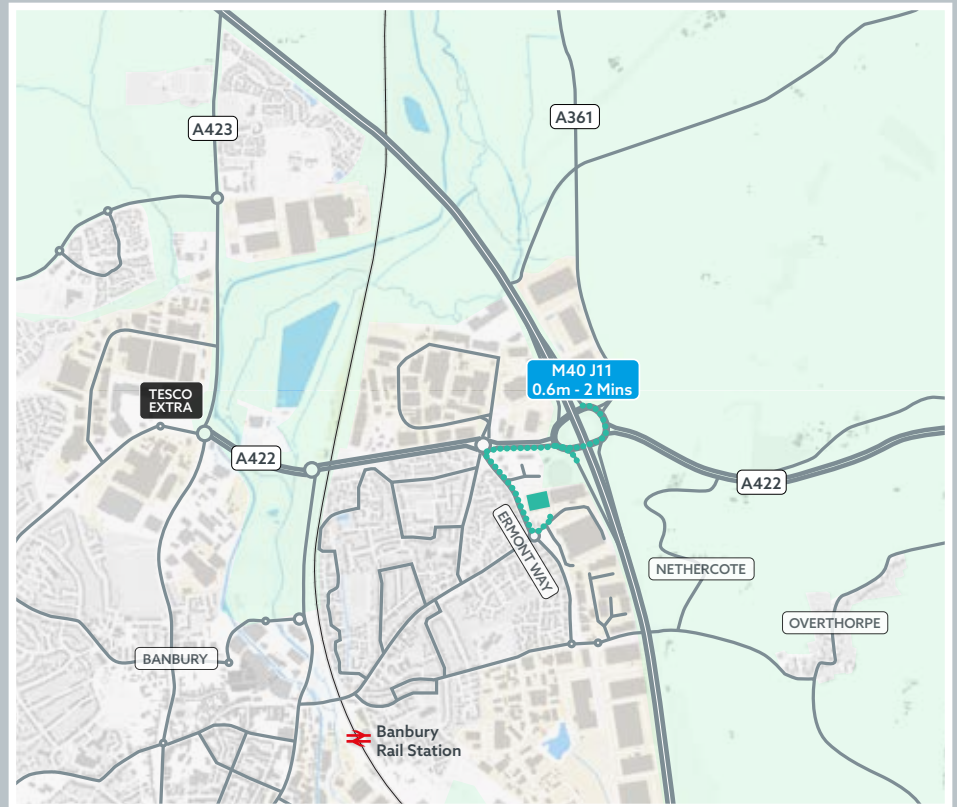 A423
A361
M40 J11
0.6m - 2 Mins
TESCO
EXTRA
A422
A422
ERMONT WAY
NETHERCOTE
OVERTHORPE
BANBURY
Banbury
Rail Station